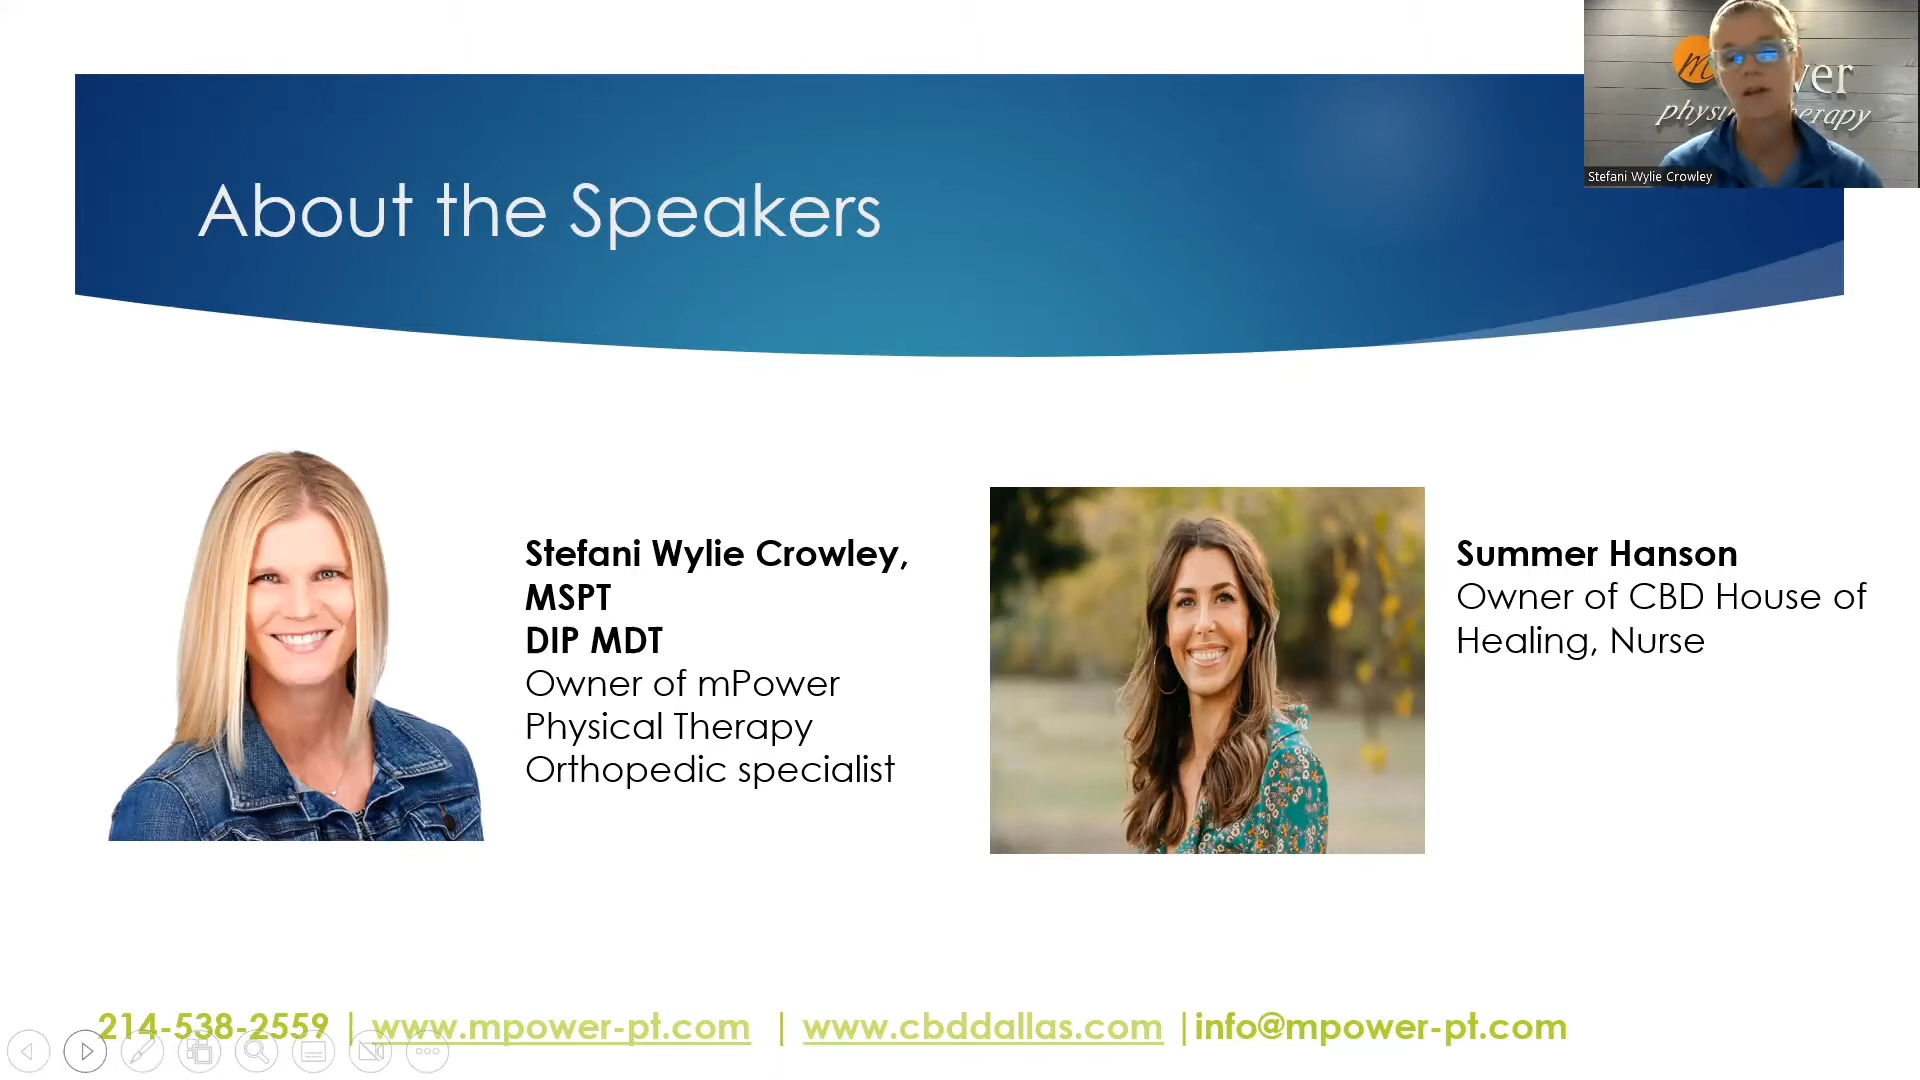 About the Speakers
Stefani Wylie Crowley
Stefani Wylie Crowley,
MSPT
DIP MDT
Owner of mPower
Physical Therapy
Orthopedic specialist
Summer Hanson
Owner of CBD House of
Healing, Nurse
214-538-2559 | www.mpower-pt.com | www.cbddallas.com |info@mpower-pt.com